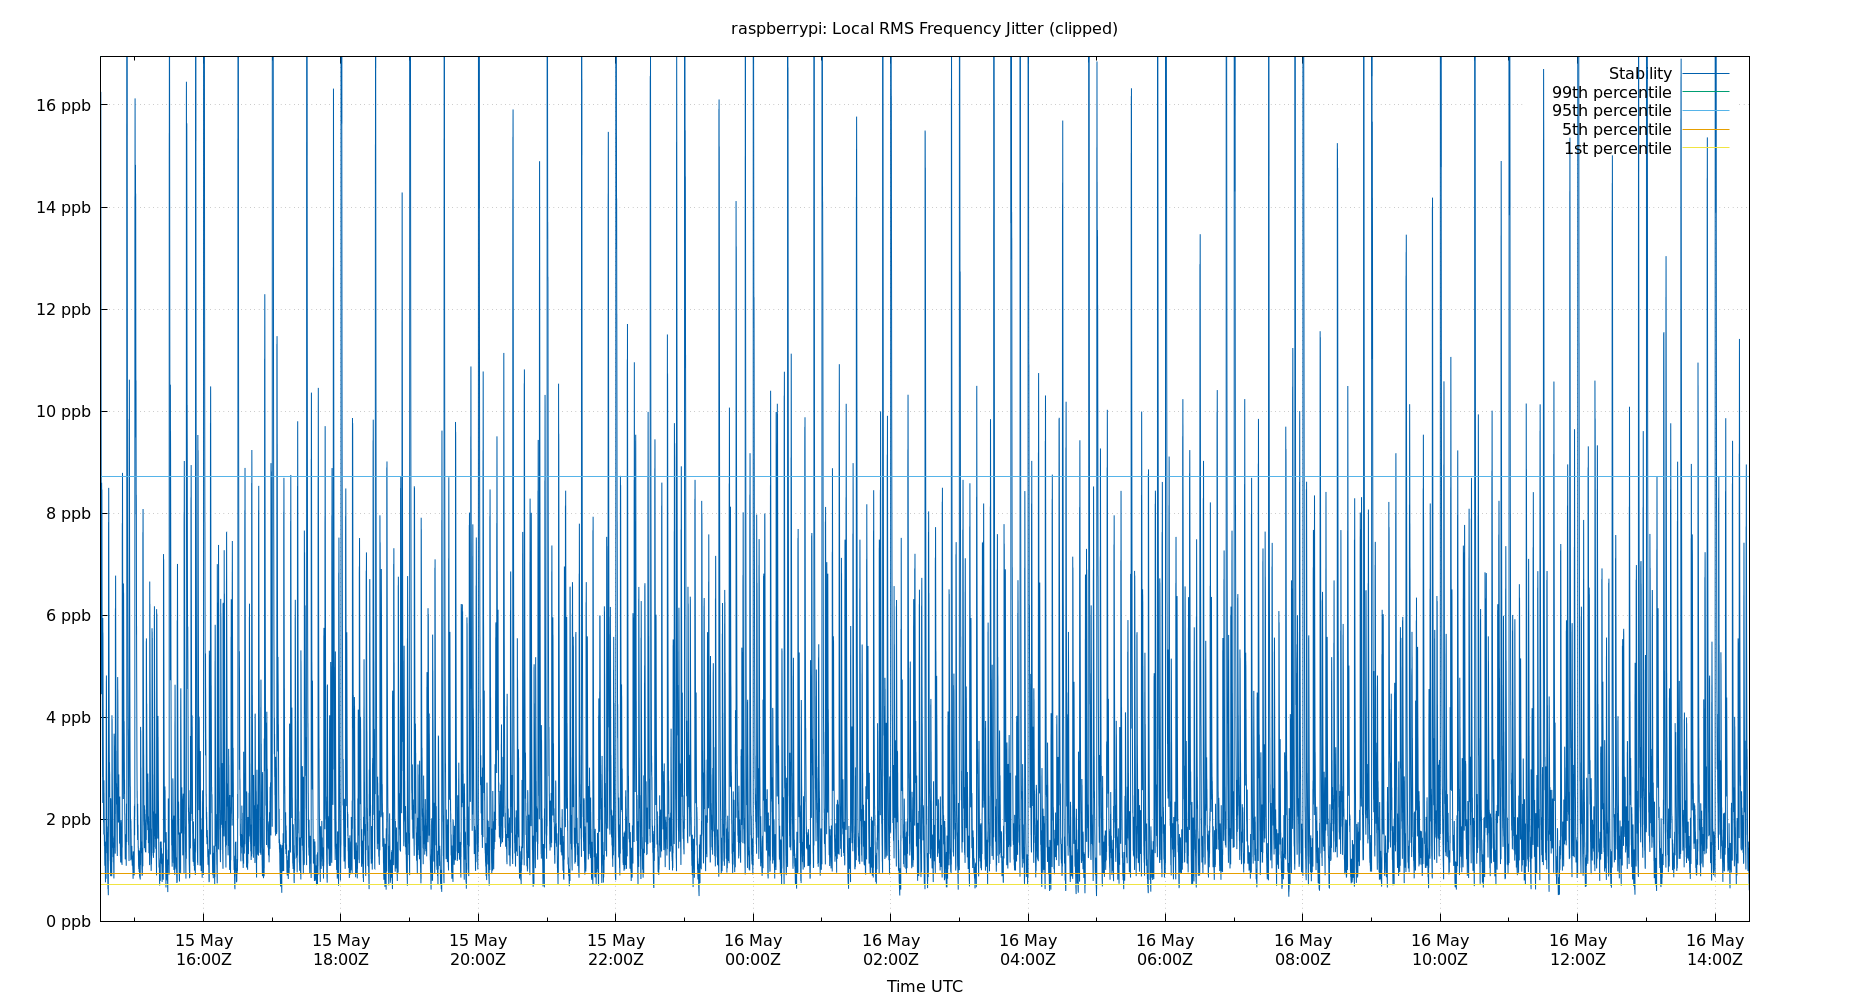 raspberrypi: Local RMS Frequency Jitter (clipped)
Stability
99th percentile
95th percentile
5th percentile
1st percentile
16 ppb
14 ppb
12 ppb
10 ppb
8 ppb
6 ppb
4 ppb
2 ppb
0 ppb
15 May 15 May 15 May 15 May 16 May 16 May 16 May 16 May 16 May 16 May 16 May 16 May
16:00Z 18:00Z 20:00Z 22:00Z 00:00Z 02:00Z 04:00Z 06:00Z 08:00Z 10:00Z 12:00Z 14:00Z
Time UTC